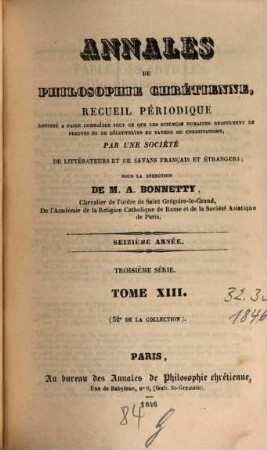 ANNALES
DE
PHILOSOPHIE CHRÉTIENNE,
RECUEIL PÉRIODIQUE
DESTINÉ A FAIRE CONNAÎTRE TOUT CE QUE LES SCIENCES HUMAINES RENFERMENT DE
PREUVES ET DE DÉCOUVERTES EN FAVEUR DU CHRISTIANISME,
PAR UNE SOCIÉTÉ
DE LITTÉRATEURS ET DE SAVANS FRANÇAIS ET ÉTRANGERS;
SOUS LA DIRECTION
DE M. A. BONNETTY,
Chevalier de l'ordre de Saint Grégoire-le-Grand,
De l'Académie de la Religion Catholique de Rome et de la Société Asiatique
de Paris,
SEIZIÈME ANNÉE.
TROISIÈME SÉRIE.
TOME XIII.
32.3
(32e DE LA COLLECTION).
1846
PARIS,
Au bureau des Annales de Philosophie chrétienne,
Rue de Babylone, n° 6, (faub. St-Germain).
1846
84